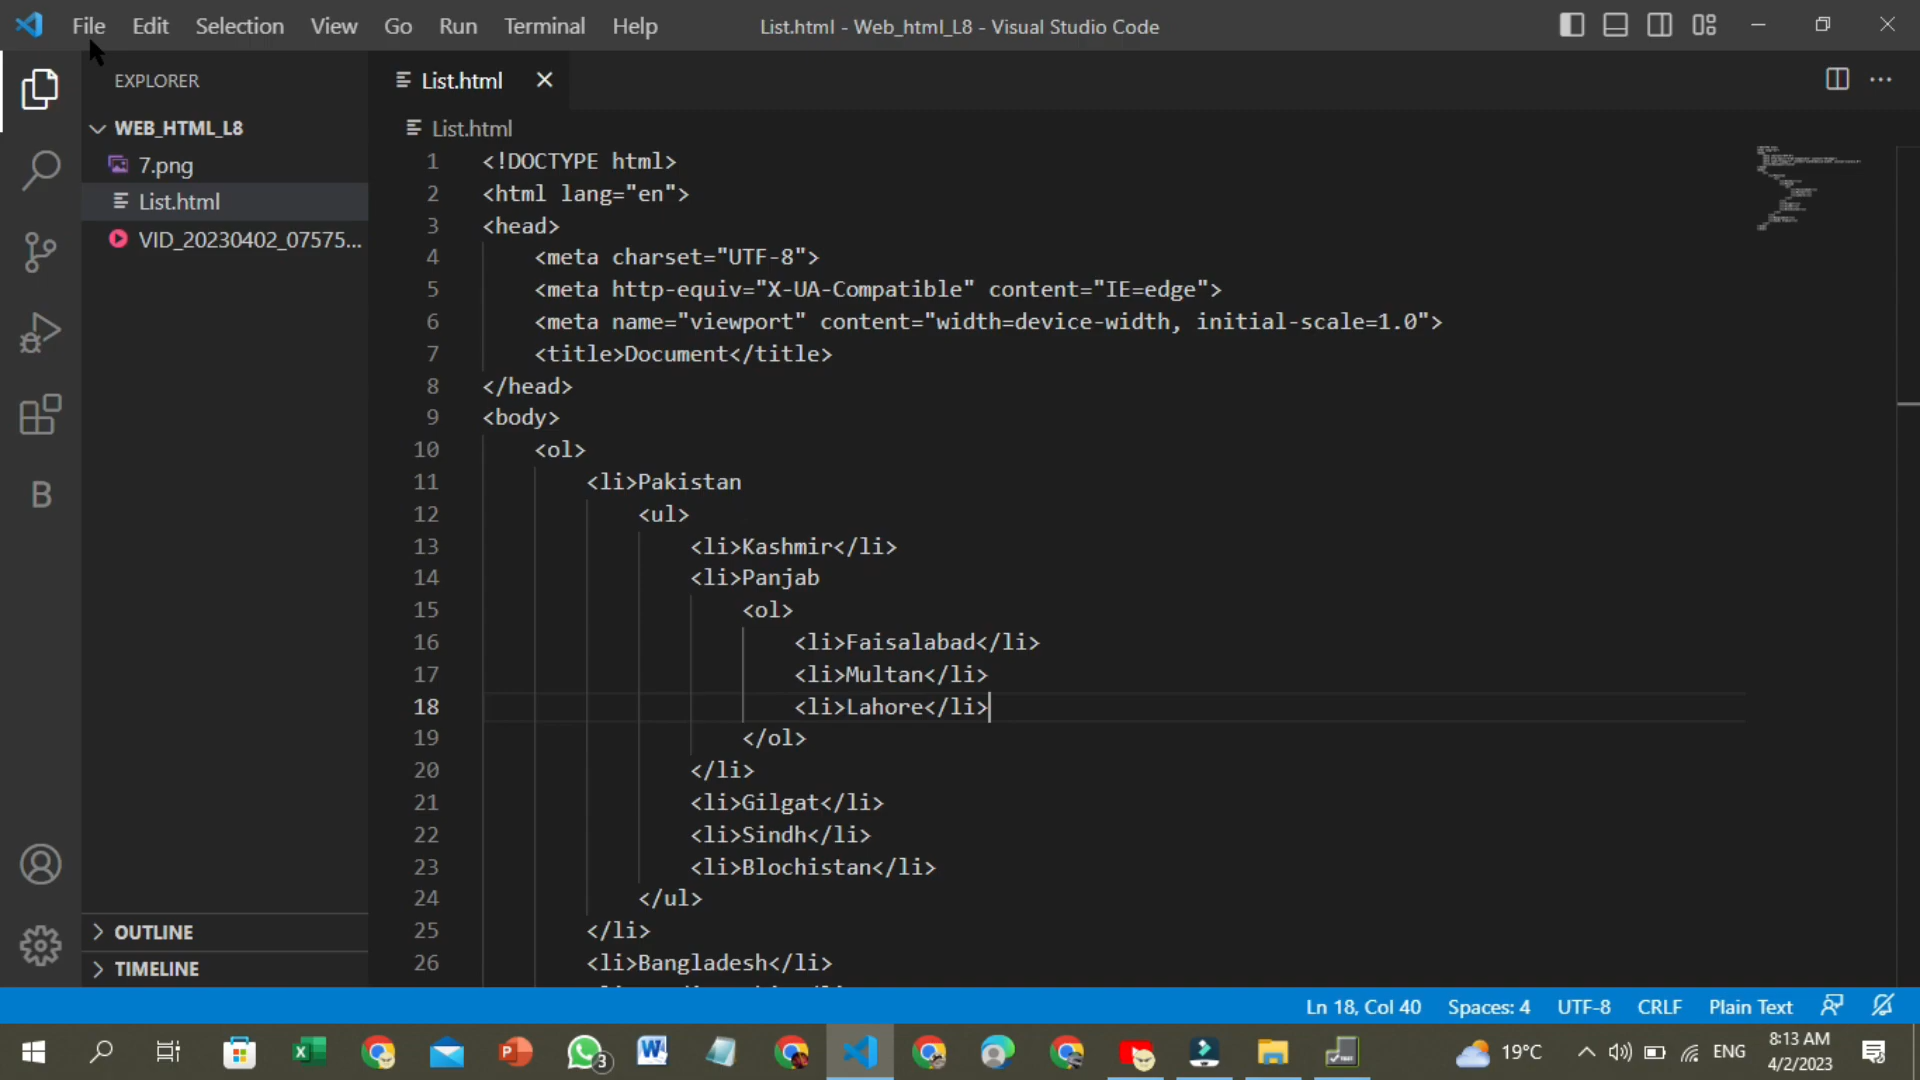 File Edit Selection View Go Run Terminal Help List.html - Web_html_L8 - Visual Studio Code
EXPLORER
WEB_HTML_L8
7.png
List.html
VID_20230402_07575...
OUTLINE
TIMELINE
B
List.html
List.html
1 <!DOCTYPE html>
2 <html lang="en">
3 <head>
4 <meta charset="UTF-8">
5 <meta http-equiv="X-UA-Compatible" content="IE=edge">
6 <meta name="viewport" content="width=device-width, initial-scale=1.0">
7 <title>Document</title>
8 </head>
9 <body>
10 <ol>
11 <li>Pakistan
12 <ul>
13 <li>Kashmir</li>
14 <li>Panjab
15 <ol>
16 <li>Faisalabad</li>
17 <li>Multan</li>
18 <li>Lahore</li>
19 </ol>
20 </li>
21 <li>Gilgat</li>
22 <li>Sindh</li>
23 <li>Blochistan</li>
24 </ul>
25 </li>
26 <li>Bangladesh</li>
Ln 18, Col 40 Spaces: 4 UTF-8 CRLF Plain Text
3
19°C ENG 8:13 AM
4/2/2023